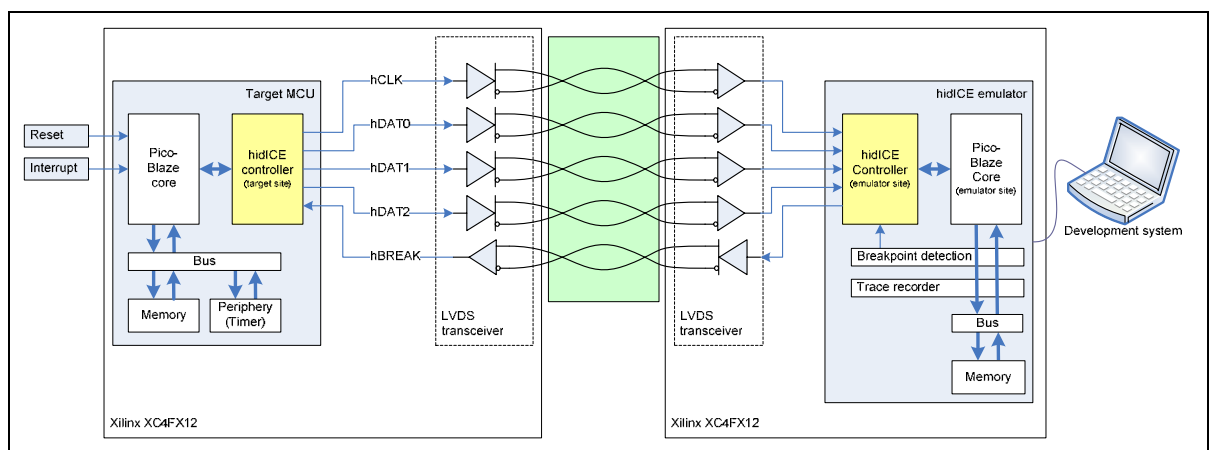 Reset
Interrupt
Target MCU
Pico-
Blaze
core
hidICE
controller
(target site)
Bus
Memory
Periphery
(Timer)
Xilinx XC4FX12
hCLK
hDAT0
hDAT1
hDAT2
hBREAK
LVDS
transceiver
LVDS
transceiver
hidICE emulator
hidICE
Controller
(emulator site)
Pico-
Blaze
Core
(emulator site)
Breakpoint detection
Trace recorder
Bus
Memory
Xilinx XC4FX12
Development system